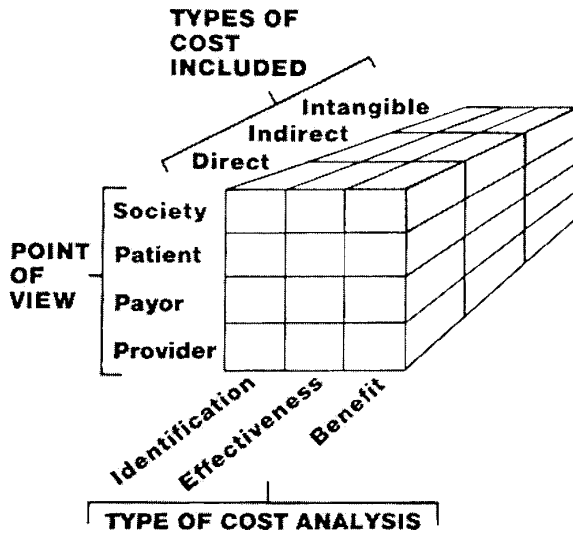 TYPES OF
COST
INCLUDED
Intangible
Indirect
Direct
Society
Patient
Payor
Provider
POINT
OF
VIEW
Identification
Effectiveness
Benefit
TYPE OF COST ANALYSIS